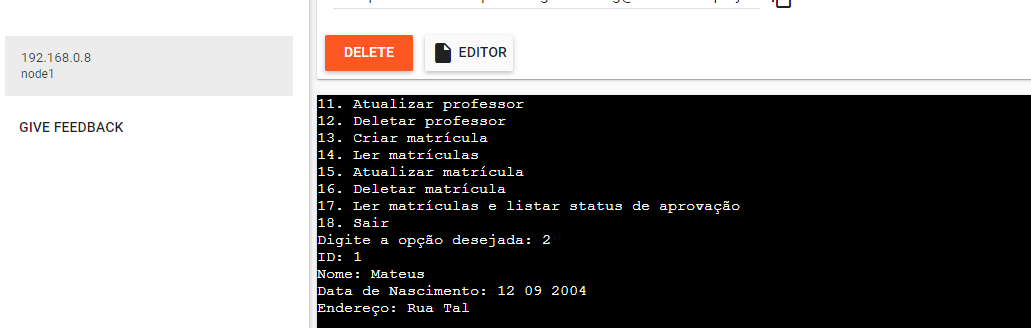 DELETE
EDITOR
192.168.0.8
node1
GIVE FEEDBACK
11. Atualizar professor
12. Deletar professor
13. Criar matrícula
14. Ler matrículas
15. Atualizar matrícula
16. Deletar matrícula
17. Ler matrículas e listar status de aprovação
18. Sair
Digite a opção desejada: 2
ID: 1
Nome: Mateus
Data de Nascimento: 12 09 2004
Endereço: Rua Tal